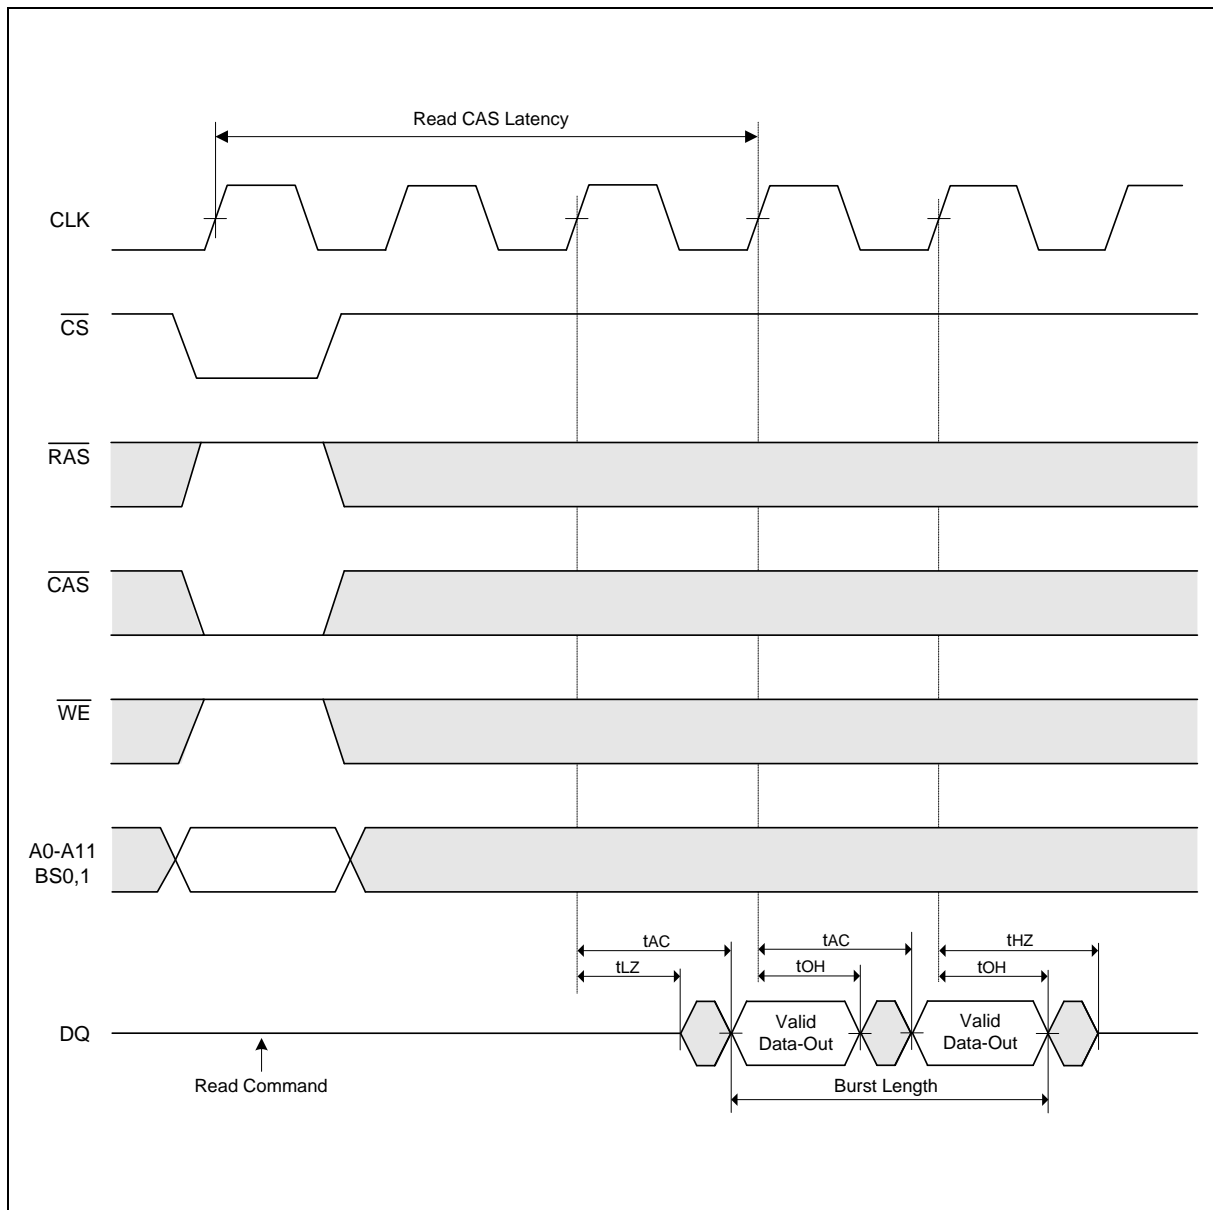 Read CAS Latency
CLK
CS
RAS
CAS
WE
A0-A11
BS0,1
tAC
tAC
tHZ
tLZ
tOH
tOH
DQ
Valid
Data-Out
Valid
Data-Out
Read Command
Burst Length